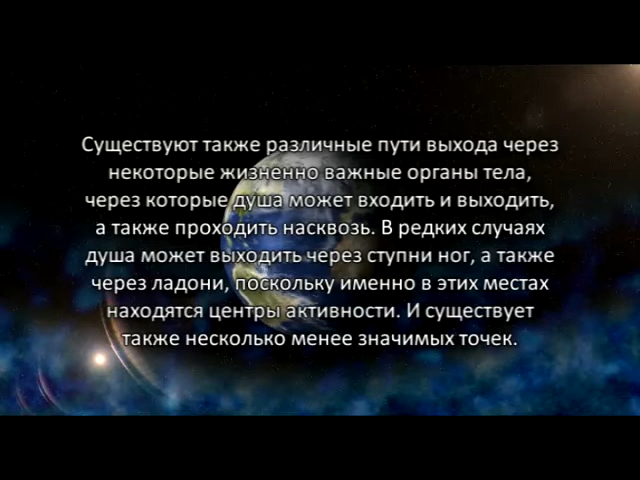 Существуют также различные пути выхода через
некоторые жизненно важные органы тела,
через которые душа может входить и выходить,
а также проходить насквозь. В редких случаях
душа может выходить через ступни ног, а также
через ладони, поскольку именно в этих местах
находятся центры активности. И существует
также несколько менее значимых точек.